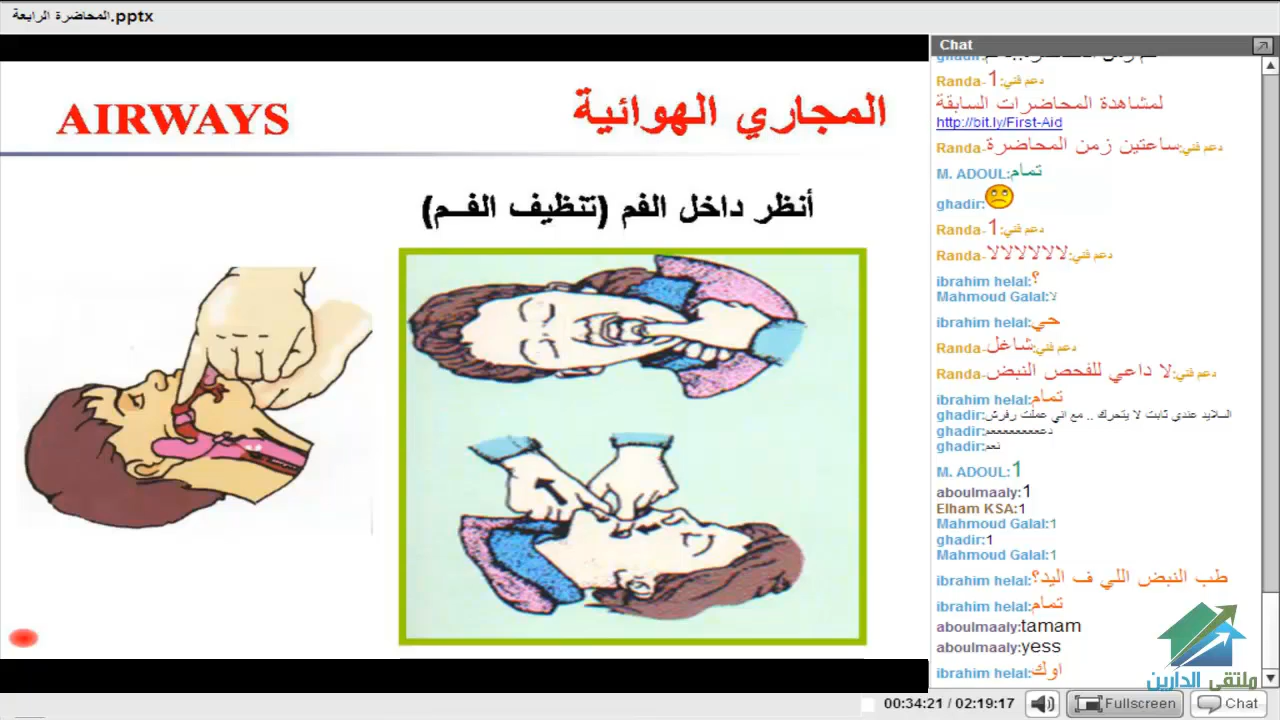 المحاضرة الرابعة.pptx
AIRWAYS
المجاري الهوائية
أنظر داخل الفم (تنظيف الفـــم)
Chat
Randa-دعم فني:1
لمشاهدة المحاضرات السابقة
http://bit.ly/First-Aid
Randa-دعم فني:ساعتين زمن المحاضرة
M. ADOUL:تمام
ghadir:
Randa-دعم فني:1
Randa-دعم فني:لالالالالالا
ibrahim helal:؟
Mahmoud Galal:لا
ibrahim helal:حي
Randa-دعم فني:شاغل
Randa-دعم فني:لا داعي للفحص النبض
ibrahim helal:تمام
ghadir:السلايد عندي ثابت لا يتحرك .. مع اني عملت رفرش
ghadir:دععععععععععم
ghadir:نعم
M. ADOUL:1
aboulmaaly:1
Elham KSA:1
Mahmoud Galal:1
ghadir:1
Mahmoud Galal:1
ibrahim helal:طب النبض اللي ف اليد؟
ibrahim helal:تمام
aboulmaaly:tamam
aboulmaaly:yess
ibrahim helal:اوك
ملتقى الدارين
00:34:21 / 02:19:17
Fullscreen
Chat